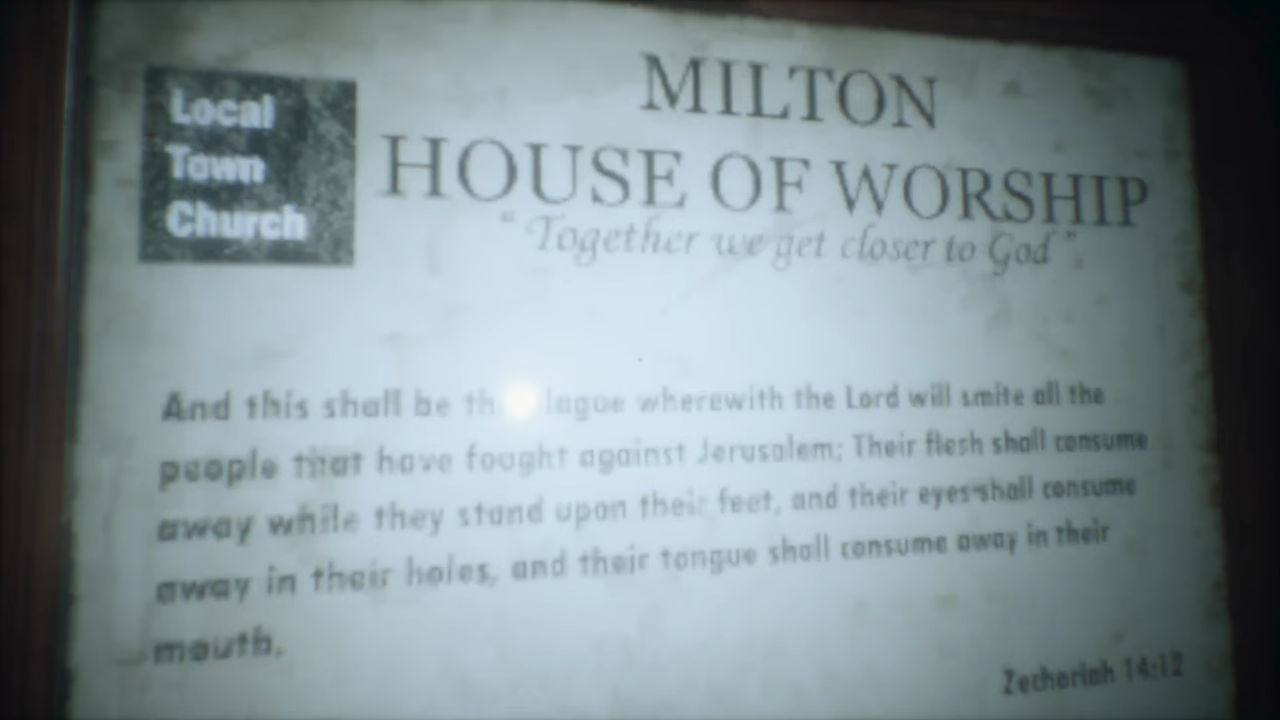 Local
Town
Church
MILTON
HOUSE OF WORSHIP
"Together we get closer to God".
And this shall be the plague wherewith the Lord will smite all the
people that have fought against Jerusalem; Their flesh shall consume
away while they stand upon their feet, and their eyes shall consume
away in their holes, and their tongue shall consume away in their
mouth.
Zechariah 14:12